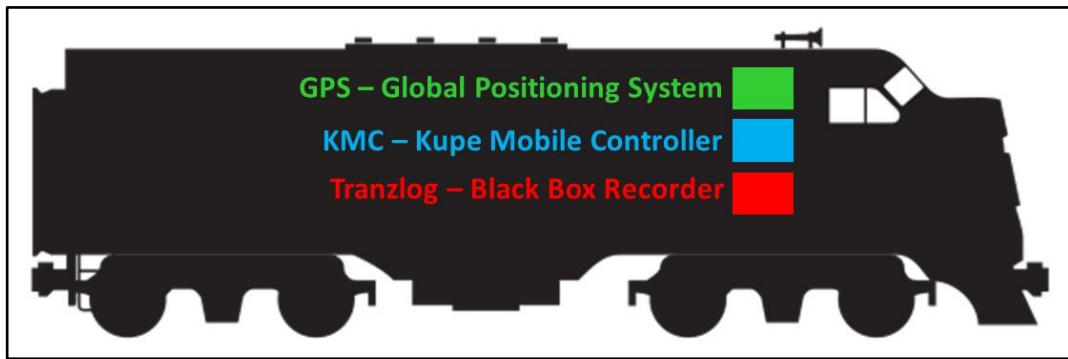 GPS – Global Positioning System
KMC – Kupe Mobile Controller
Tranzlog – Black Box Recorder